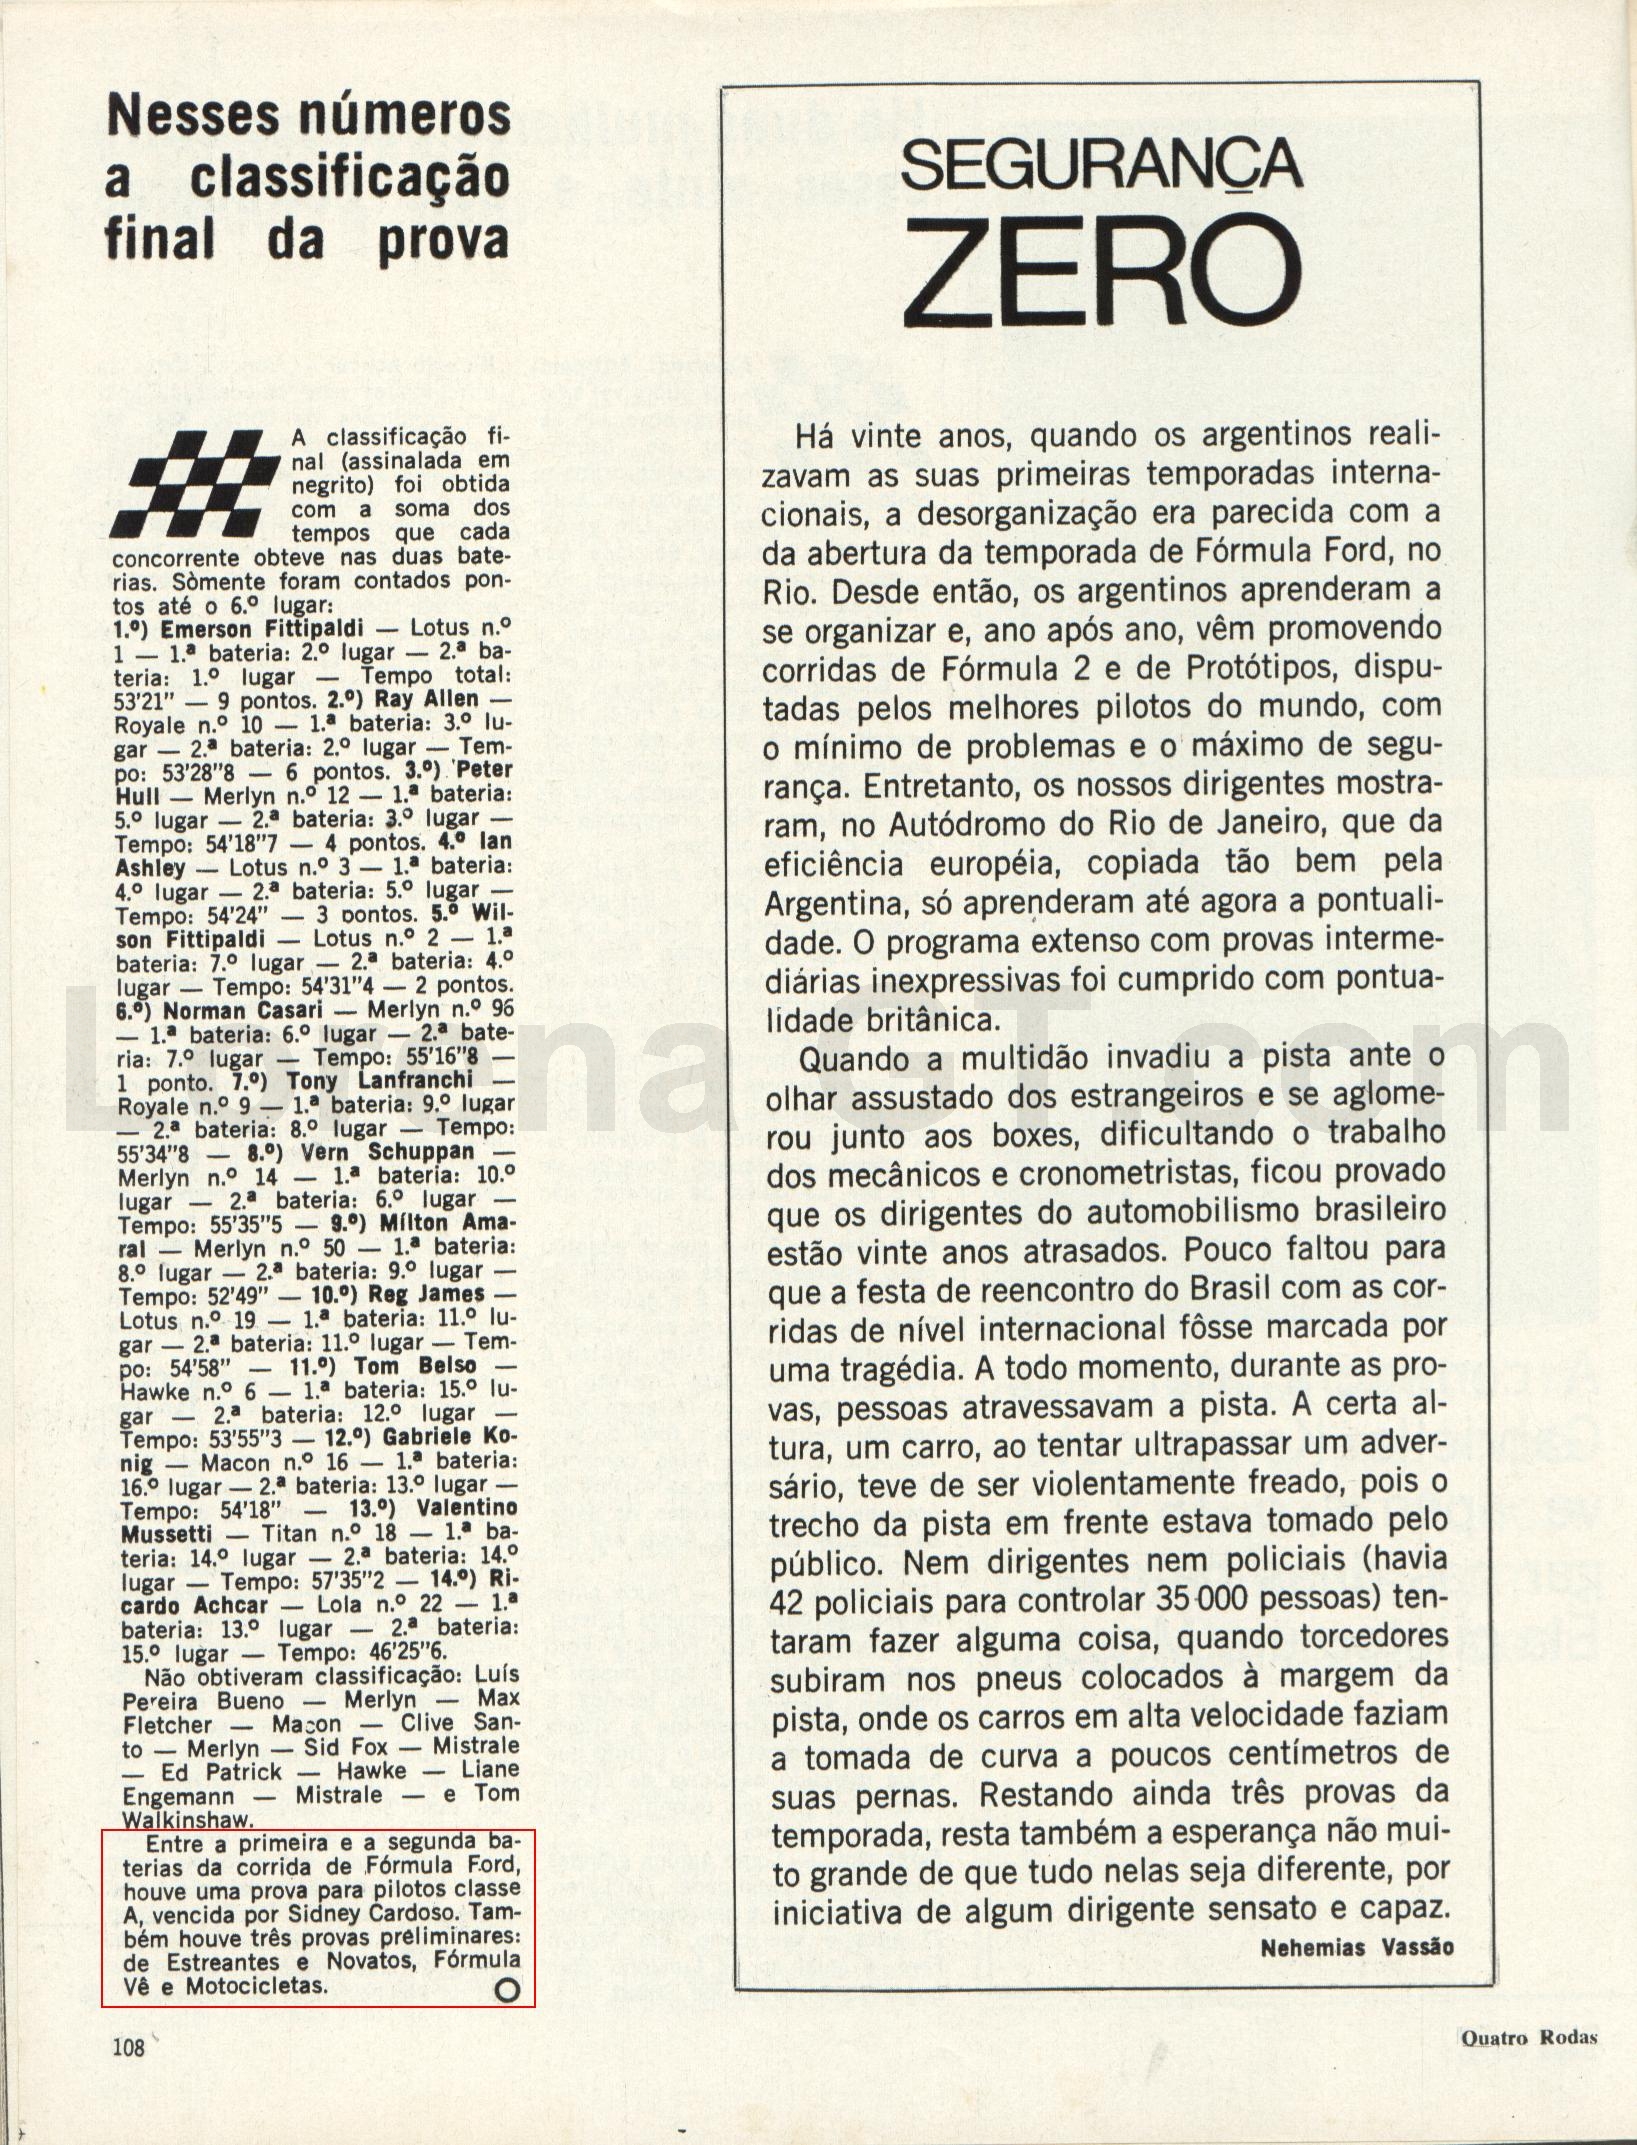 Nesses números
a classificação
final da prova
A classificação fi-
nal (assinalada em
negrito) foi obtida
com a soma dos
tempos que cada
concorrente obteve nas duas bate-
rias. Sòmente foram contados pon-
tos até o 6.º lugar:
1.º) Emerson Fittipaldi — Lotus n.º
1 — 1.ª bateria: 2.º lugar — 2.ª ba-
teria: 1.º lugar — Tempo total:
53'21" — 9 pontos. 2.º) Ray Allen —
Royale n.º 10 — 1.ª bateria: 3.º lu-
gar — 2.ª bateria: 2.º lugar — Tem-
po: 53'28"8 — 6 pontos. 3.º) Peter
Hull — Merlyn n.º 12 — 1.ª bateria:
5.º lugar — 2.ª bateria: 3.º lugar —
Tempo: 54'18"7 — 4 pontos. 4.º Ian
Ashley — Lotus n.º 3 — 1.ª bateria:
4.º lugar — 2.ª bateria: 5.º lugar —
Tempo: 54'24" — 3 pontos. 5.º Wil-
son Fittipaldi — Lotus n.º 2 — 1.ª
bateria: 7.º lugar — 2.ª bateria: 4.º
lugar — Tempo: 54'31"4 — 2 pontos.
6.º) Norman Casari — Merlyn n.º 96
— 1.ª bateria: 6.º lugar — 2.ª bate-
ria: 7.º lugar — Tempo: 55'16"8 —
1 ponto. 7.º) Tony Lanfranchi —
Royale n.º 9 — 1.ª bateria: 9.º lugar
— 2.ª bateria: 8.º lugar — Tempo:
55'34"8 — 8.º) Vern Schuppan —
Merlyn n.º 14 — 1.ª bateria: 10.º
lugar — 2.ª bateria: 6.º lugar —
Tempo: 55'35"5 — 9.º) Mílton Ama-
ral — Merlyn n.º 50 — 1.ª bateria:
8.º lugar — 2.ª bateria: 9.º lugar —
Tempo: 52'49" — 10.º) Reg James —
Lotus n.º 19 — 1.ª bateria: 11.º lu-
gar — 2.ª bateria: 11.º lugar — Tem-
po: 54'58" — 11.º) Tom Belso —
Hawke n.º 6 — 1.ª bateria: 15.º lu-
gar — 2.ª bateria: 12.º lugar —
Tempo: 53'55"3 — 12.º) Gabriele Ko-
nig — Macon n.º 16 — 1.ª bateria:
16.º lugar — 2.ª bateria: 13.º lugar —
Tempo: 54'18" — 13.º) Valentino
Mussetti — Titan n.º 18 — 1.ª ba-
teria: 14.º lugar — 2.ª bateria: 14.º
lugar — Tempo: 57'35"2 — 14.º) Ri-
cardo Achcar — Lola n.º 22 — 1.ª
bateria: 13.º lugar — 2.ª bateria:
15.º lugar — Tempo: 46'25"6.
Não obtiveram classificação: Luís
Pereira Bueno — Merlyn — Max
Fletcher — Macon — Clive San-
to — Merlyn — Sid Fox — Mistrale
— Ed Patrick — Hawke — Liane
Engemann — Mistrale — e Tom
Walkinshaw.
Entre a primeira e a segunda ba-
terias da corrida de Fórmula Ford,
houve uma prova para pilotos classe
A, vencida por Sidney Cardoso. Tam-
bém houve três provas preliminares:
de Estreantes e Novatos, Fórmula
Vê e Motocicletas.
SEGURANÇA
ZERO
Há vinte anos, quando os argentinos reali-
zavam as suas primeiras temporadas interna-
cionais, a desorganização era parecida com a
da abertura da temporada de Fórmula Ford, no
Rio. Desde então, os argentinos aprenderam a
se organizar e, ano após ano, vêm promovendo
corridas de Fórmula 2 e de Protótipos, dispu-
tadas pelos melhores pilotos do mundo, com
o mínimo de problemas e o máximo de segu-
rança. Entretanto, os nossos dirigentes mostra-
ram, no Autódromo do Rio de Janeiro, que da
eficiência européia, copiada tão bem pela
Argentina, só aprenderam até agora a pontuali-
dade. O programa extenso com provas interme-
diárias inexpressivas foi cumprido com pontua-
lidade britânica.
Quando a multidão invadiu a pista ante o
olhar assustado dos estrangeiros e se aglome-
rou junto aos boxes, dificultando o trabalho
dos mecânicos e cronometristas, ficou provado
que os dirigentes do automobilismo brasileiro
estão vinte anos atrasados. Pouco faltou para
que a festa de reencontro do Brasil com as cor-
ridas de nível internacional fôsse marcada por
uma tragédia. A todo momento, durante as pro-
vas, pessoas atravessavam a pista. A certa al-
tura, um carro, ao tentar ultrapassar um adver-
sário, teve de ser violentamente freado, pois o
trecho da pista em frente estava tomado pelo
público. Nem dirigentes nem policiais (havia
42 policiais para controlar 35 000 pessoas) ten-
taram fazer alguma coisa, quando torcedores
subiram nos pneus colocados à margem da
pista, onde os carros em alta velocidade faziam
a tomada de curva a poucos centímetros de
suas pernas. Restando ainda três provas da
temporada, resta também a esperança não mui-
to grande de que tudo nelas seja diferente, por
iniciativa de algum dirigente sensato e capaz.
Nehemias Vassão
Lorena GT.com
108
Quatro Rodas